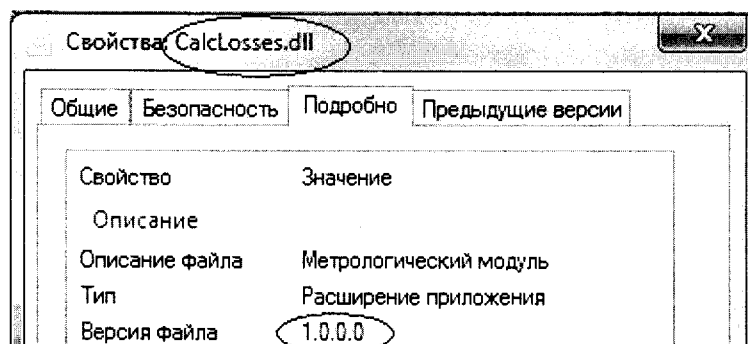 Свойства: CalcLosses.dll
Общие Безопасность Подробно Предыдущие версии
Свойство Значение
Описание
Описание файла Метрологический модуль
Тип Расширение приложения
Версия файла 1.0.0.0